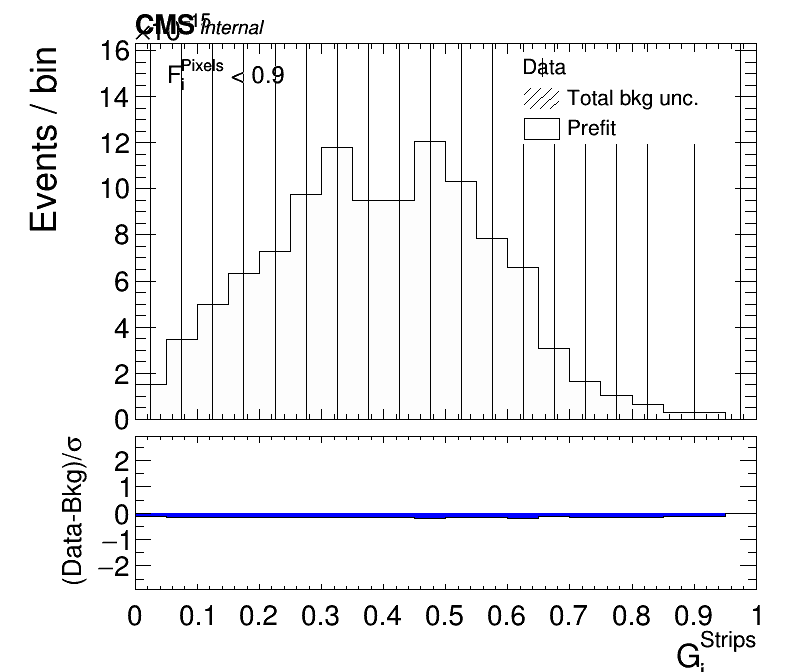 CMS Internal
×10^15
Events / bin
F_i^Pixels < 0.9
Data
Total bkg unc.
Prefit
16
14
12
10
8
6
4
2
0
(Data-Bkg)/σ
2
1
0
−1
−2
0 0.1 0.2 0.3 0.4 0.5 0.6 0.7 0.8 0.9 1
G_i^Strips